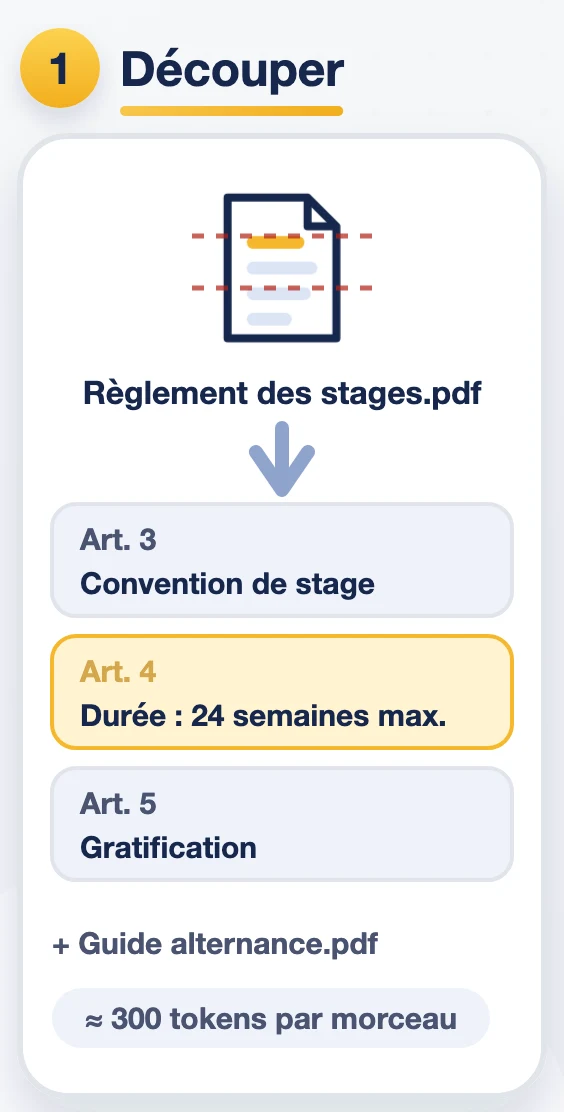 1 Découper
Règlement des stages.pdf
Art. 3
Convention de stage
Art. 4
Durée : 24 semaines max.
Art. 5
Gratification
+ Guide alternance.pdf
≈ 300 tokens par morceau